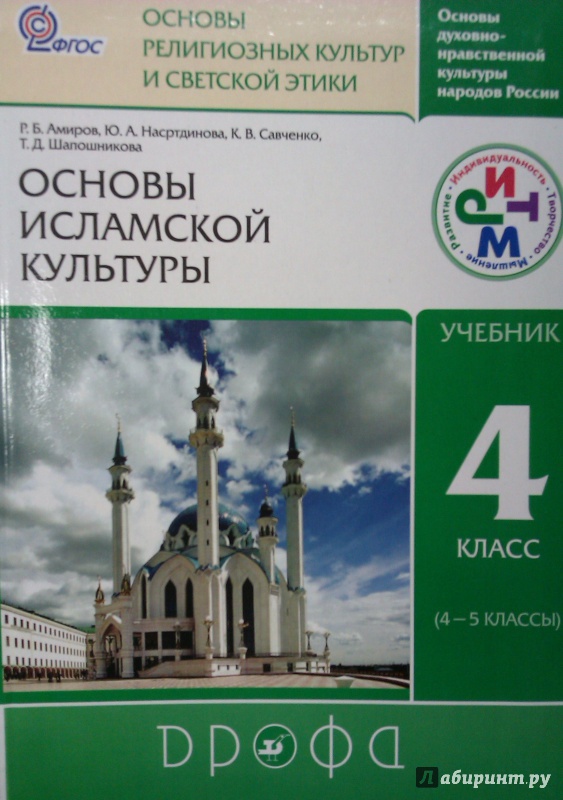 ФГОС
ОСНОВЫ
РЕЛИГИОЗНЫХ КУЛЬТУР
И СВЕТСКОЙ ЭТИКИ
Основы
духовно-
нравственной
культуры
народов России
Р. Б. Амиров, Ю. А. Насртдинова, К. В. Савченко,
Т. Д. Шапошникова
ОСНОВЫ
ИСЛАМСКОЙ
КУЛЬТУРЫ
Развитие • Индивидуальность • Творчество • Мышление •
РИТМ
УЧЕБНИК
4
КЛАСС
(4—5 КЛАССЫ)
ДРОФА
Лабиринт.ру